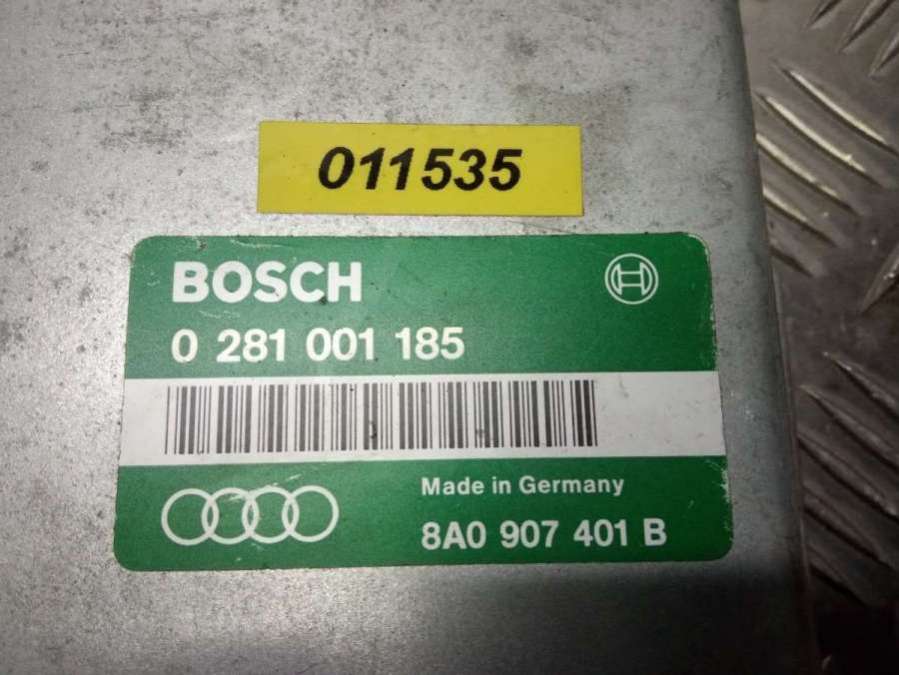 011535
BOSCH
0 281 001 185
Made in Germany
8A0 907 401 B